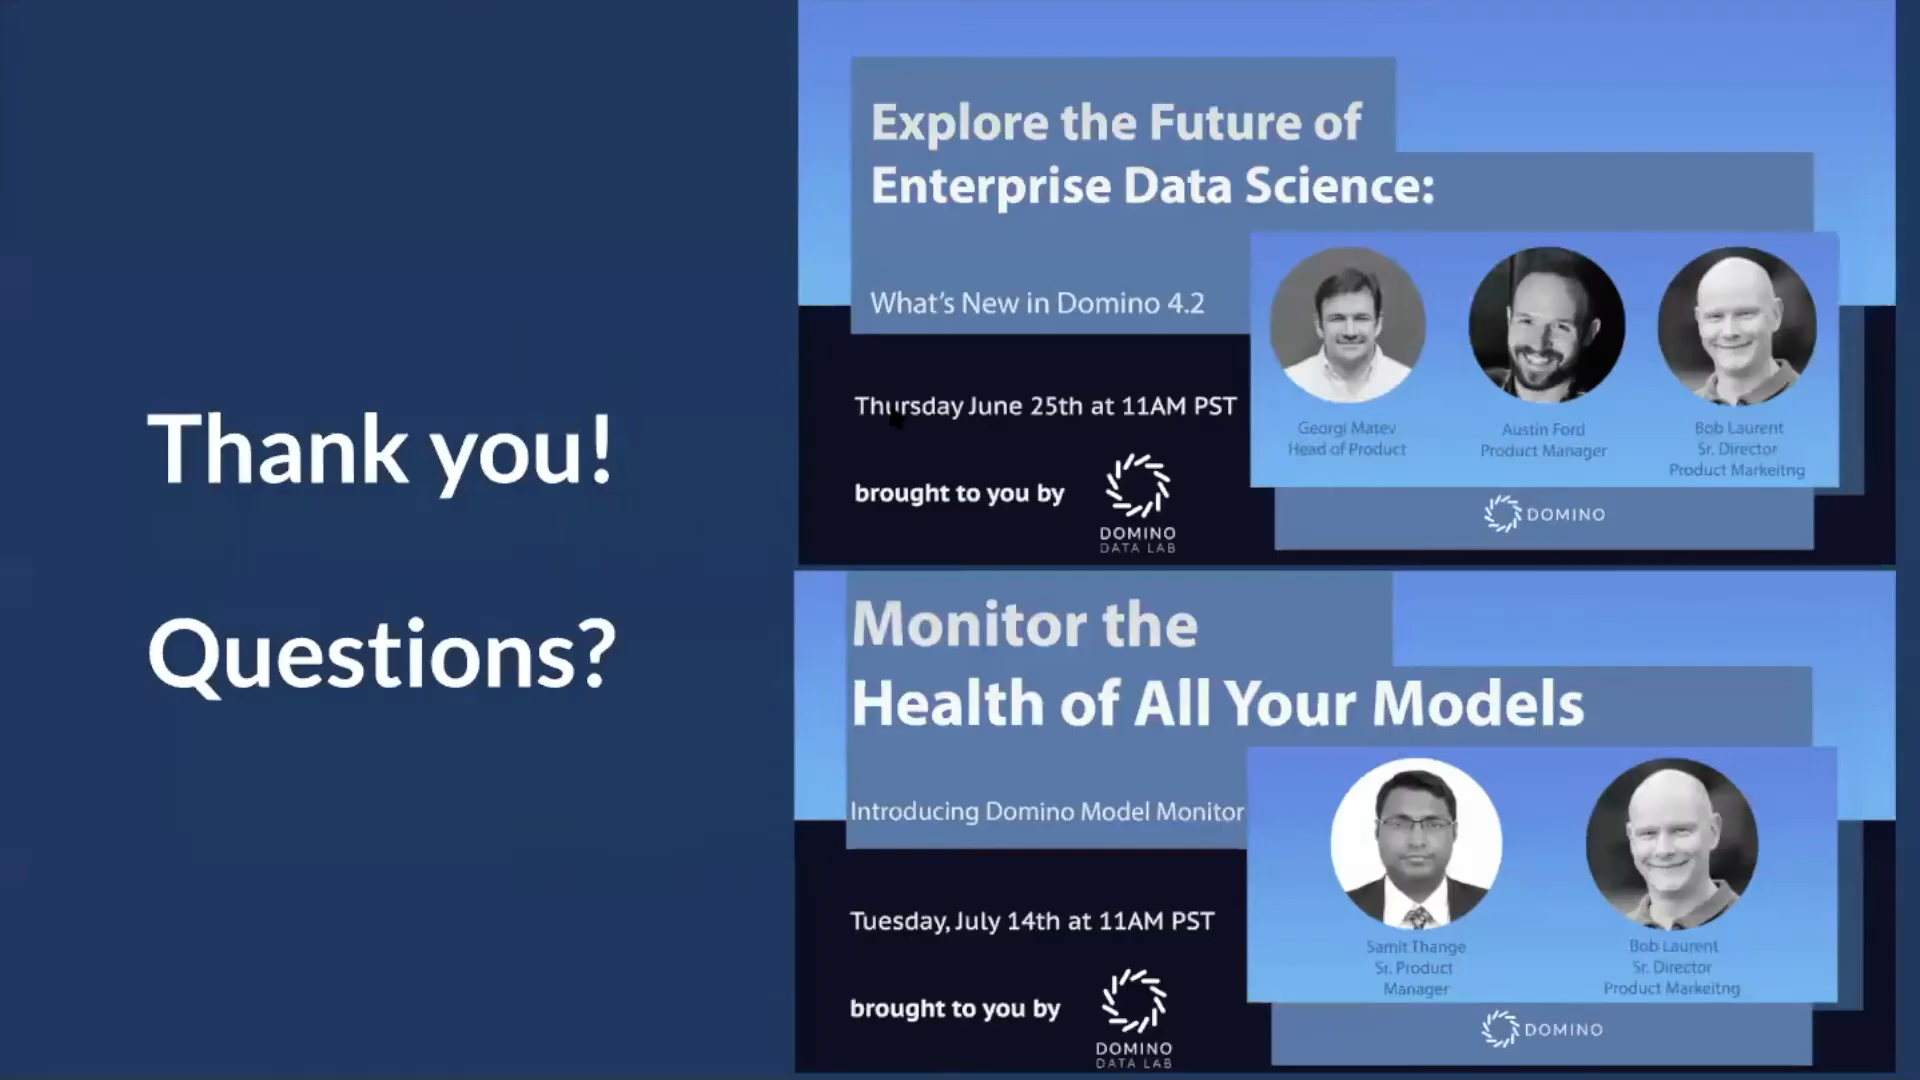 Thank you!
Questions?
Explore the Future of
Enterprise Data Science:
What's New in Domino 4.2
Thursday June 25th at 11AM PST
brought to you by
DOMINO
DATA LAB
Georgi Matev
Head of Product
Austin Ford
Product Manager
Bob Laurent
Sr. Director
Product Markeitng
DOMINO
Monitor the
Health of All Your Models
Introducing Domino Model Monitor
Tuesday, July 14th at 11AM PST
brought to you by
DOMINO
DATA LAB
Samit Thange
Sr. Product
Manager
Bob Laurent
Sr. Director
Product Markeitng
DOMINO